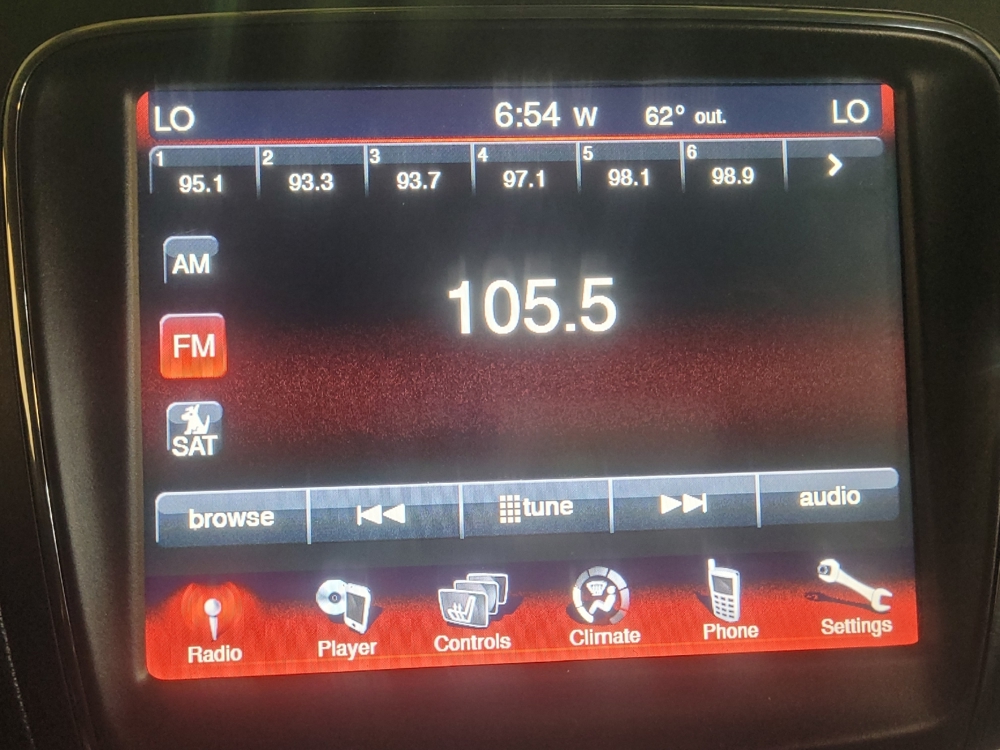 LO 6:54 W 62° out. LO
1 2 3 4 5 6
95.1 93.3 93.7 97.1 98.1 98.9
AM
105.5
FM
SAT
browse tune audio
Radio Player Controls Climate Phone Settings